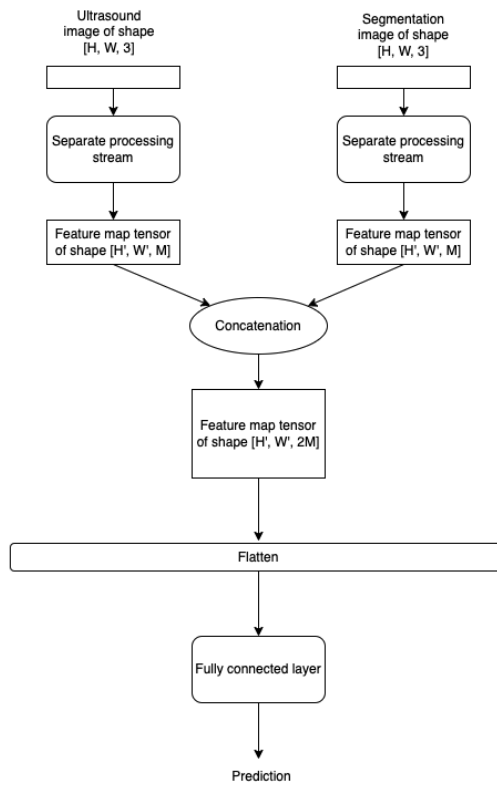 Ultrasound
image of shape
[H, W, 3]
Segmentation
image of shape
[H, W, 3]
Separate processing
stream
Separate processing
stream
Feature map tensor
of shape [H', W', M]
Feature map tensor
of shape [H', W', M]
Concatenation
Feature map tensor
of shape [H', W', 2M]
Flatten
Fully connected layer
Prediction